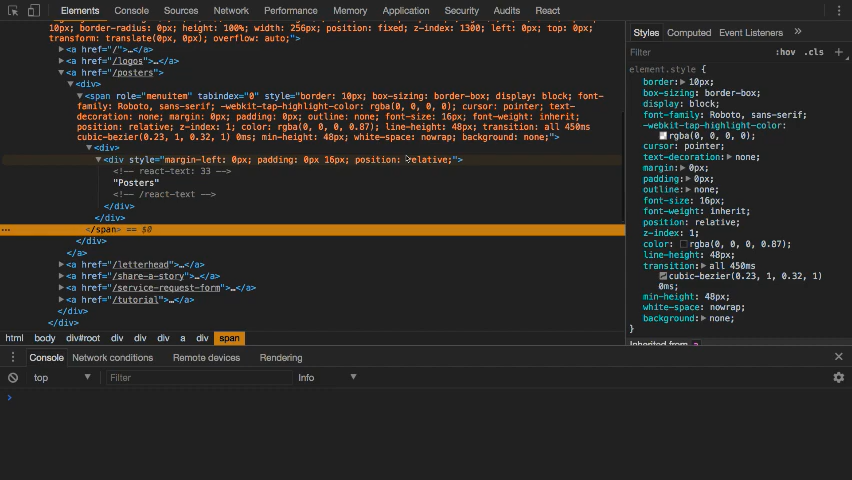 Elements Console Sources Network Performance Memory Application Security Audits React
10px; border-radius: 0px; height: 100%; width: 256px; position: fixed; z-index: 1300; left: 0px; top: 0px;
transform: translate(0px, 0px); overflow: auto;">
<a href="/">…</a>
<a href="/logos">…</a>
<a href="/posters">
<div>
<span role="menuitem" tabindex="0" style="border: 10px; box-sizing: border-box; display: block; font-
family: Roboto, sans-serif; -webkit-tap-highlight-color: rgba(0, 0, 0, 0); cursor: pointer; text-
decoration: none; margin: 0px; padding: 0px; outline: none; font-size: 16px; font-weight: inherit;
position: relative; z-index: 1; color: rgba(0, 0, 0, 0.87); line-height: 48px; transition: all 450ms
cubic-bezier(0.23, 1, 0.32, 1) 0ms; min-height: 48px; white-space: nowrap; background: none;">
<div>
<div style="margin-left: 0px; padding: 0px 16px; position: relative;">
<!-- react-text: 33 -->
"Posters"
<!-- /react-text -->
</div>
</div>
… </span> == $0
</div>
</a>
<a href="/letterhead">…</a>
<a href="/share-a-story">…</a>
<a href="/service-request-form">…</a>
<a href="/tutorial">…</a>
</div>
</div>
html body div#root div div div a div span
Styles Computed Event Listeners »
Filter :hov .cls +
element.style {
border: 10px;
box-sizing: border-box;
display: block;
font-family: Roboto, sans-serif;
-webkit-tap-highlight-color:
rgba(0, 0, 0, 0);
cursor: pointer;
text-decoration: none;
margin: 0px;
padding: 0px;
outline: none;
font-size: 16px;
font-weight: inherit;
position: relative;
z-index: 1;
color: rgba(0, 0, 0, 0.87);
line-height: 48px;
transition: all 450ms
cubic-bezier(0.23, 1, 0.32, 1)
0ms;
min-height: 48px;
white-space: nowrap;
background: none;
}
Inherited from a
Console Network conditions Remote devices Rendering
top Filter Info